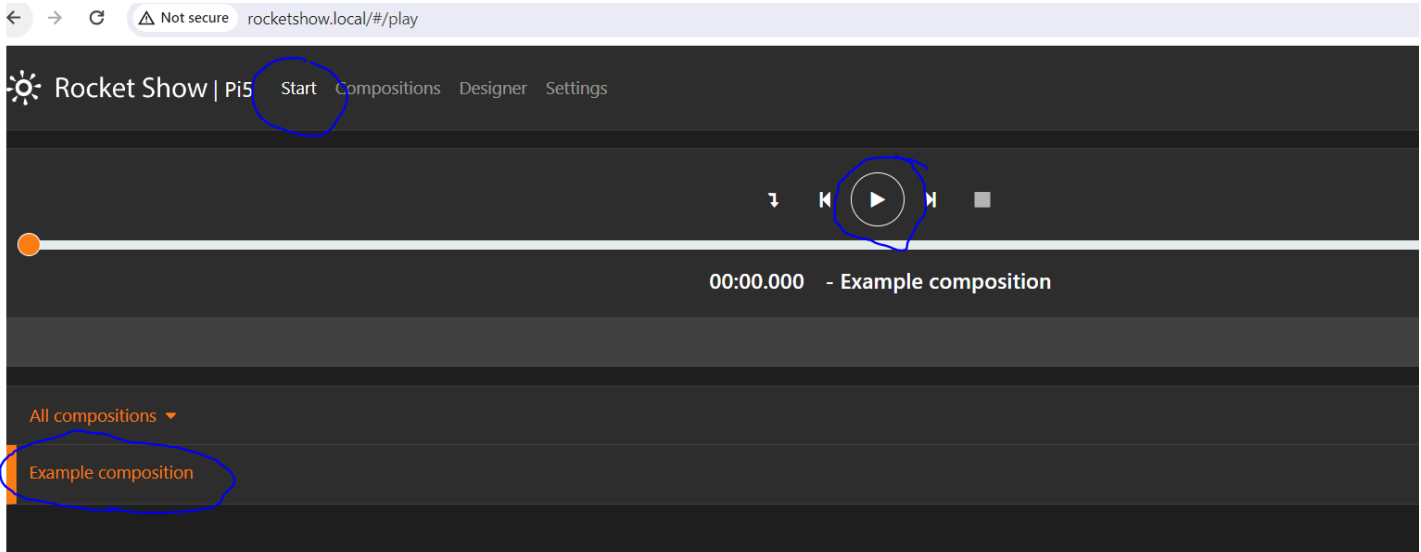 Not secure rocketshow.local/#/play
Rocket Show | Pi5 Start Compositions Designer Settings
00:00.000 - Example composition
All compositions
Example composition